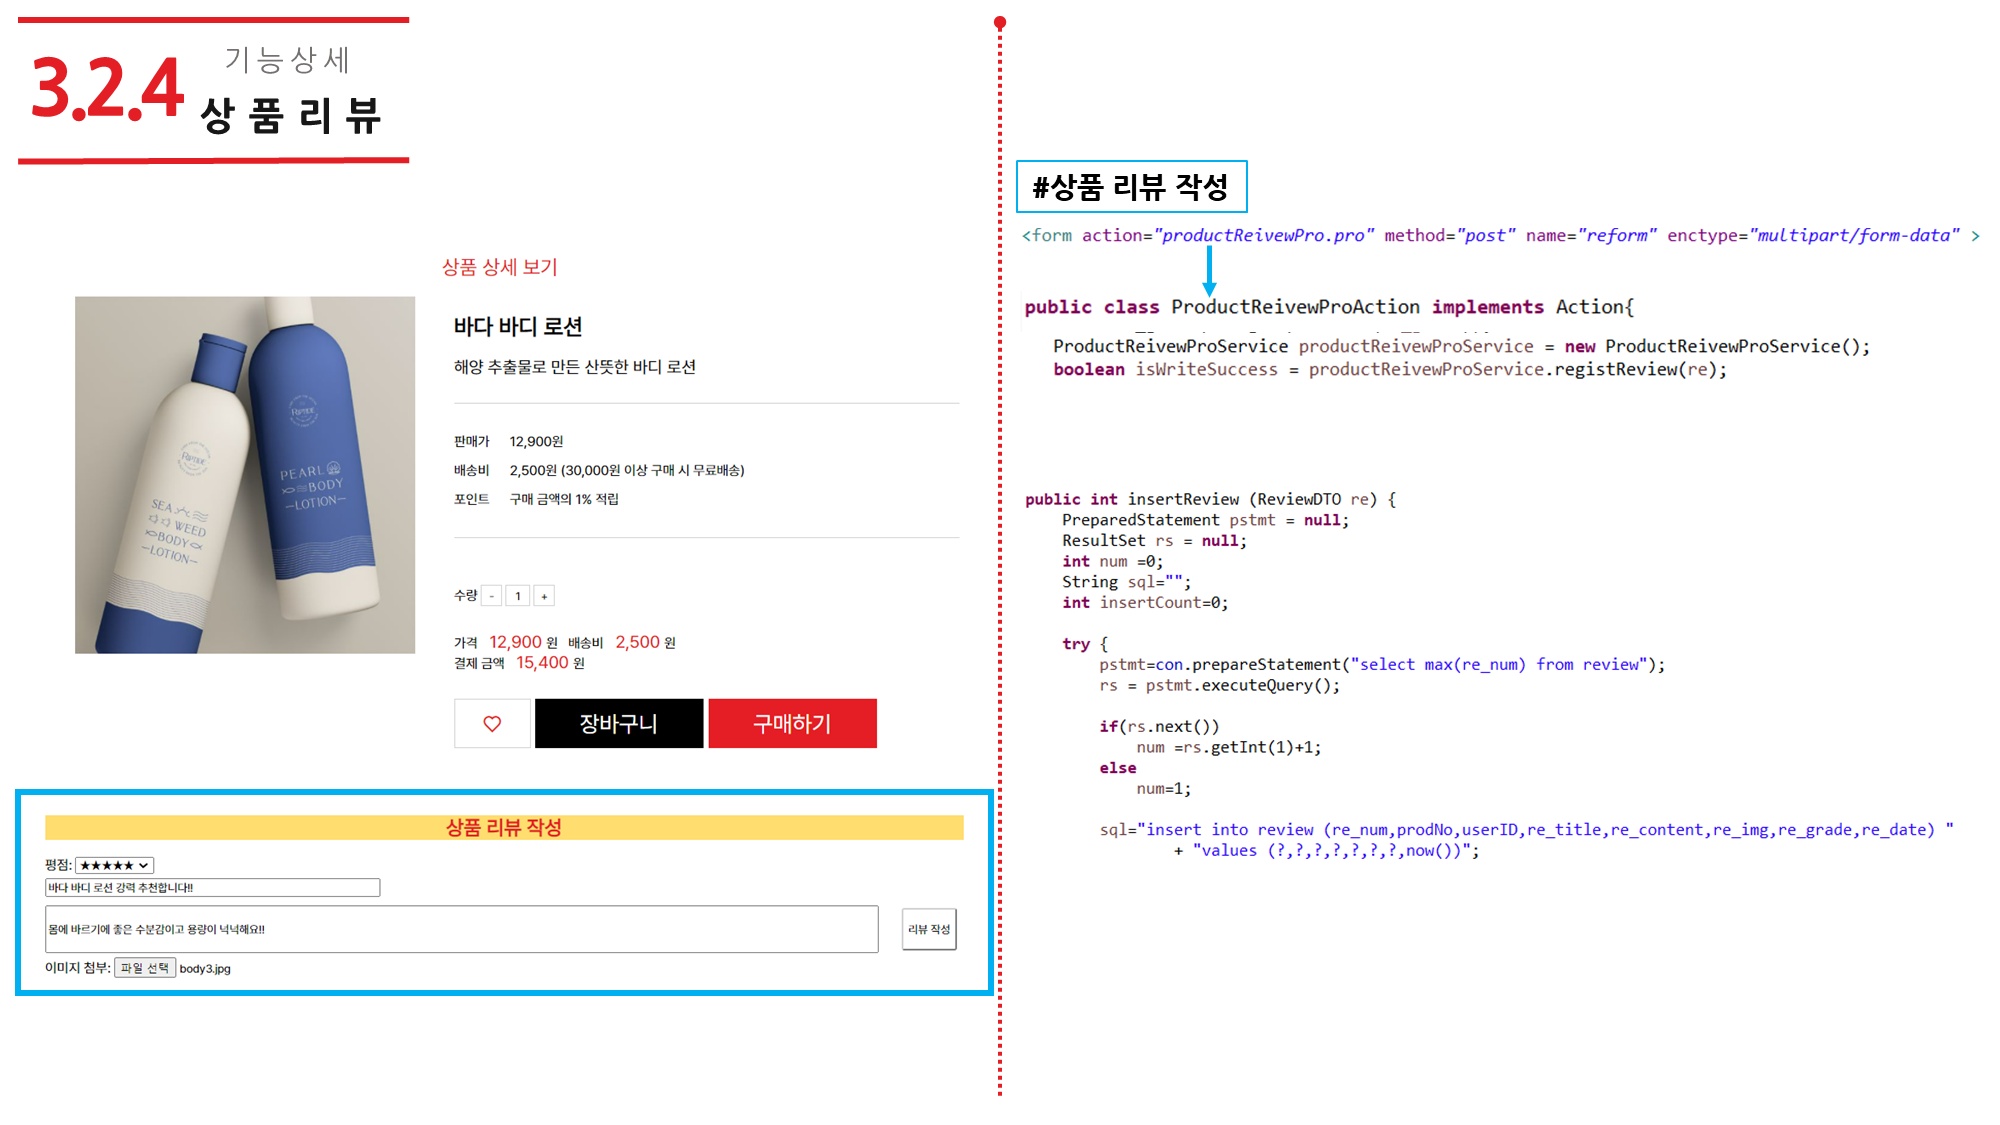 3.2.4
기능상세
상품리뷰
상품 상세 보기
바다 바디 로션
해양 추출물로 만든 산뜻한 바디 로션
판매가 12,900원
배송비 2,500원 (30,000원 이상 구매 시 무료배송)
포인트 구매 금액의 1% 적립
수량 - 1 +
가격 12,900 원 배송비 2,500 원
결제 금액 15,400 원
장바구니 구매하기
RIPTIDE
SEA
WEED
BODY
LOTION
RIPTIDE
PEARL
BODY
LOTION
상품 리뷰 작성
평점: ★★★★★
바다 바디 로션 강력 추천합니다!!
몸에 바르기에 좋은 수분감이고 용량이 넉넉해요!!
리뷰 작성
이미지 첨부: 파일 선택 body3.jpg
#상품 리뷰 작성
<form action="productReivewPro.pro" method="post" name="reform" enctype="multipart/form-data" >
public class ProductReivewProAction implements Action{
ProductReivewProService productReivewProService = new ProductReivewProService();
boolean isWriteSuccess = productReivewProService.registReview(re);
public int insertReview (ReviewDTO re) {
PreparedStatement pstmt = null;
ResultSet rs = null;
int num =0;
String sql="";
int insertCount=0;
try {
pstmt=con.prepareStatement("select max(re_num) from review");
rs = pstmt.executeQuery();
if(rs.next())
num =rs.getInt(1)+1;
else
num=1;
sql="insert into review (re_num,prodNo,userID,re_title,re_content,re_img,re_grade,re_date) "
+ "values (?,?,?,?,?,?,?,now())";